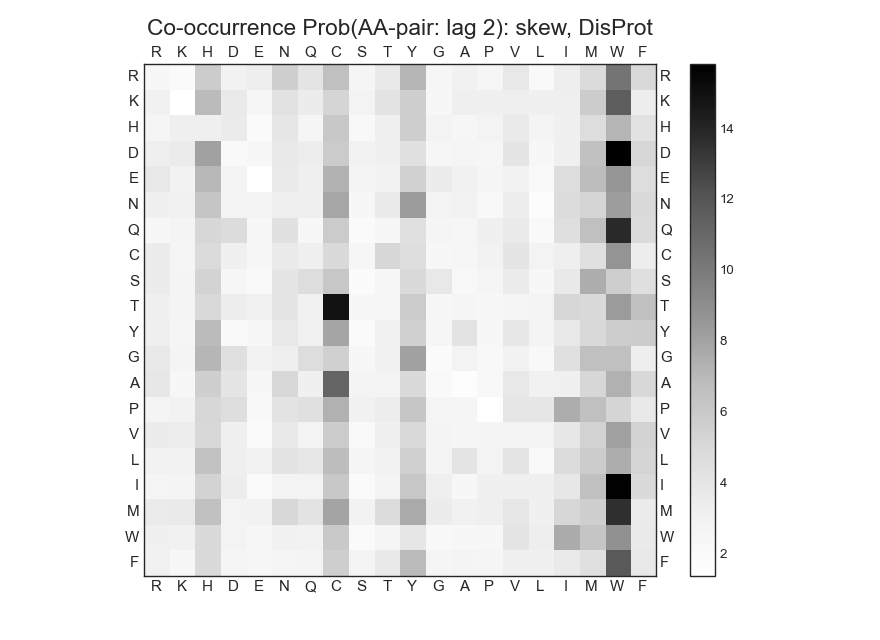 Co-occurrence Prob(AA-pair: lag 2): skew, DisProt
R K H D E N Q C S T Y G A P V L I M W F
R R
K K
H H
D D 14
E E
N N 12
Q Q
C C 10
S S
T T
Y Y 8
G G
A A
P P 6
V V
L L 4
I I
M M
W W 2
F F
R K H D E N Q C S T Y G A P V L I M W F